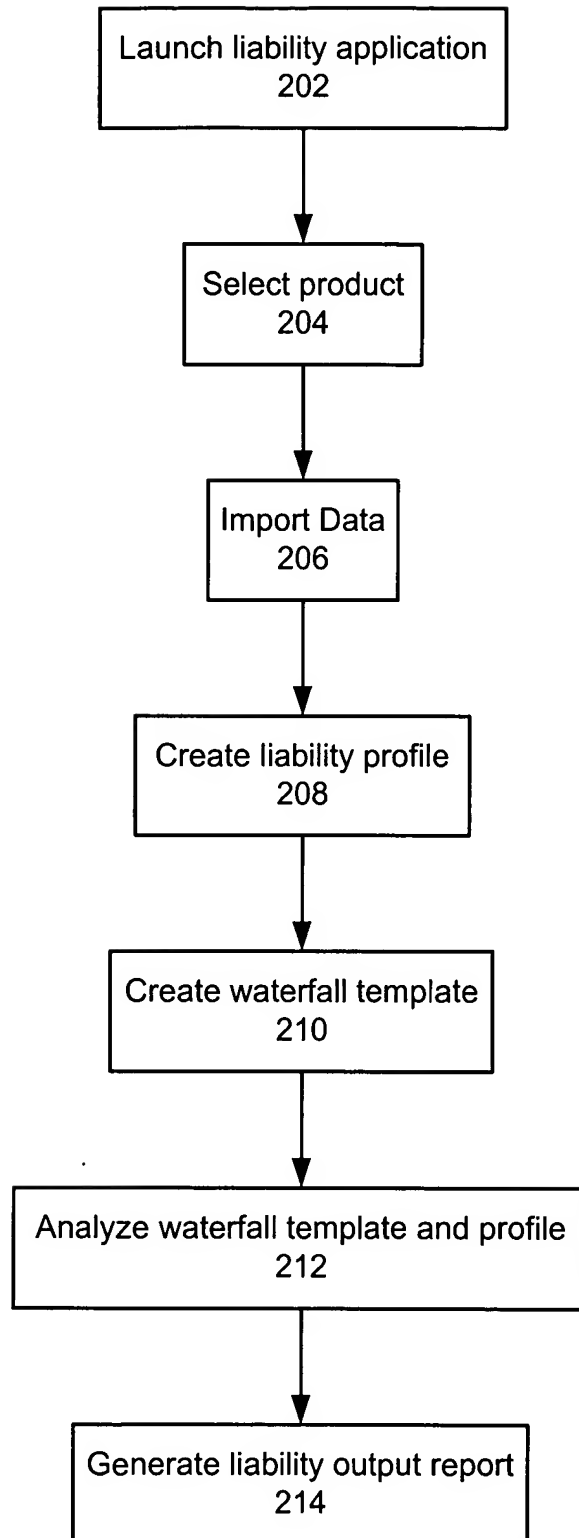 Launch liability application
202
Select product
204
Import Data
206
Create liability profile
208
Create waterfall template
210
Analyze waterfall template and profile
212
Generate liability output report
214